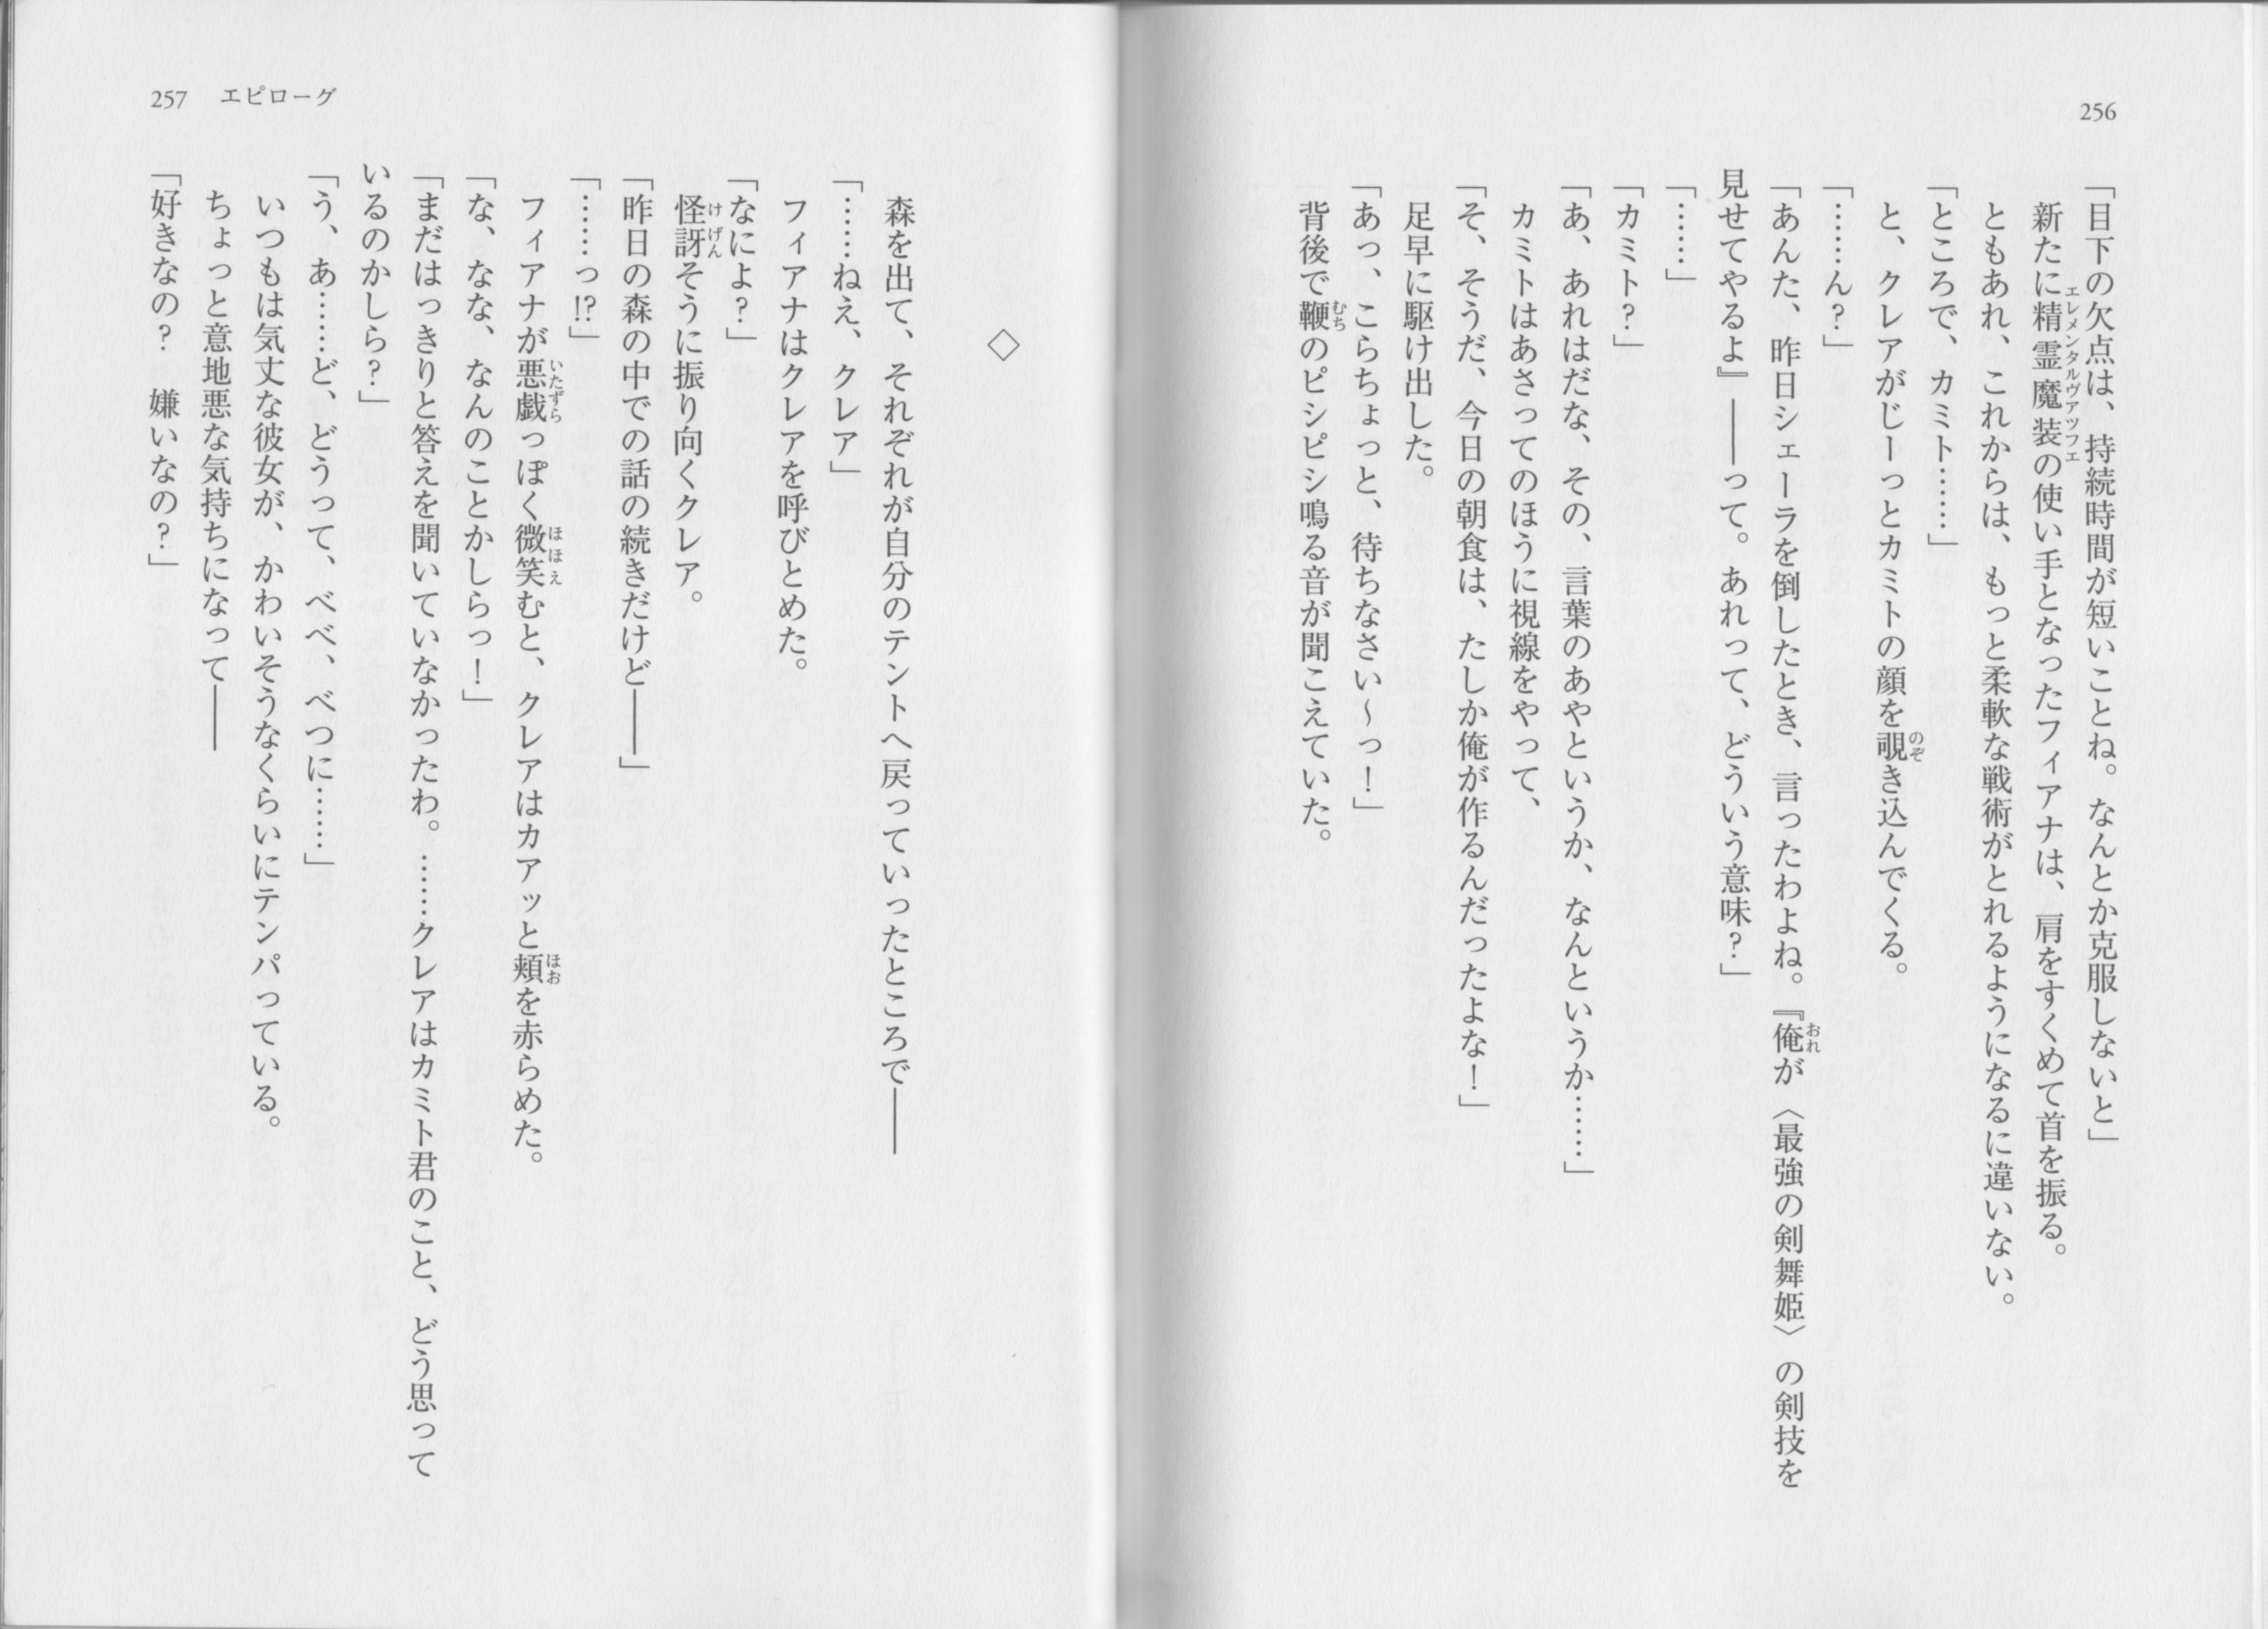 256
「目下の欠点は、持続時間が短いことね。なんとか克服しないと」
新たに精霊魔装の使い手となったフィアナは、肩をすくめて首を振る。
ともあれ、これからは、もっと柔軟な戦術がとれるようになるに違いない。
「ところで、カミト……」
と、クレアがじーっとカミトの顔を覗き込んでくる。
「……ん?」
「あんた、昨日シェーラを倒したとき、言ったわよね。『俺が〈最強の剣舞姫〉の剣技を
見せてやるよ』――って。あれって、どういう意味?」
「……」
「カミト?」
「あ、あれはだな、その、言葉のあやというか、なんというか……」
カミトはあさってのほうに視線をやって、
「そ、そうだ、今日の朝食は、たしか俺が作るんだったよな!」
足早に駆け出した。
「あっ、こらちょっと、待ちなさい～っ!」
背後で鞭のピシピシ鳴る音が聞こえていた。
257 エピローグ
◇
森を出て、それぞれが自分のテントへ戻っていったところで――
「……ねえ、クレア」
フィアナはクレアを呼びとめた。
「なによ?」
怪訝そうに振り向くクレア。
「昨日の森の中での話の続きだけど――」
「……っ!?」
フィアナが悪戯っぽく微笑むと、クレアはカアッと頬を赤らめた。
「な、なな、なんのことかしらっ!」
「まだはっきりと答えを聞いていなかったわ。……クレアはカミト君のこと、どう思って
いるのかしら?」
「う、あ……ど、どうって、べべ、べつに……」
いつもは気丈な彼女が、かわいそうなくらいにテンパっている。
ちょっと意地悪な気持ちになって――
「好きなの? 嫌いなの?」